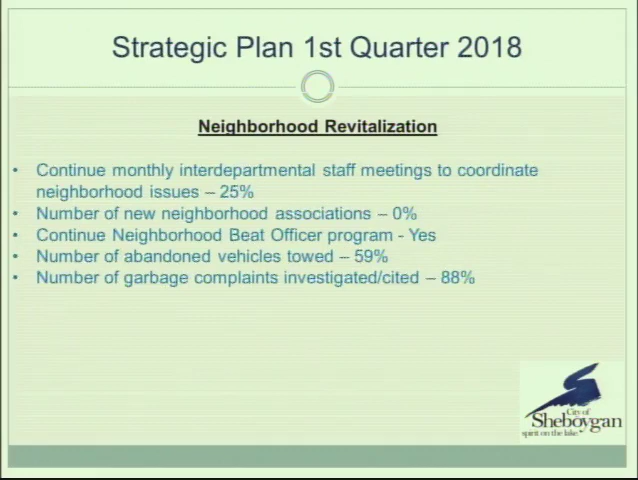 Strategic Plan 1st Quarter 2018
Neighborhood Revitalization
• Continue monthly interdepartmental staff meetings to coordinate
neighborhood issues – 25%
• Number of new neighborhood associations – 0%
• Continue Neighborhood Beat Officer program - Yes
• Number of abandoned vehicles towed – 59%
• Number of garbage complaints investigated/cited – 88%
City of
Sheboygan
spirit on the lake